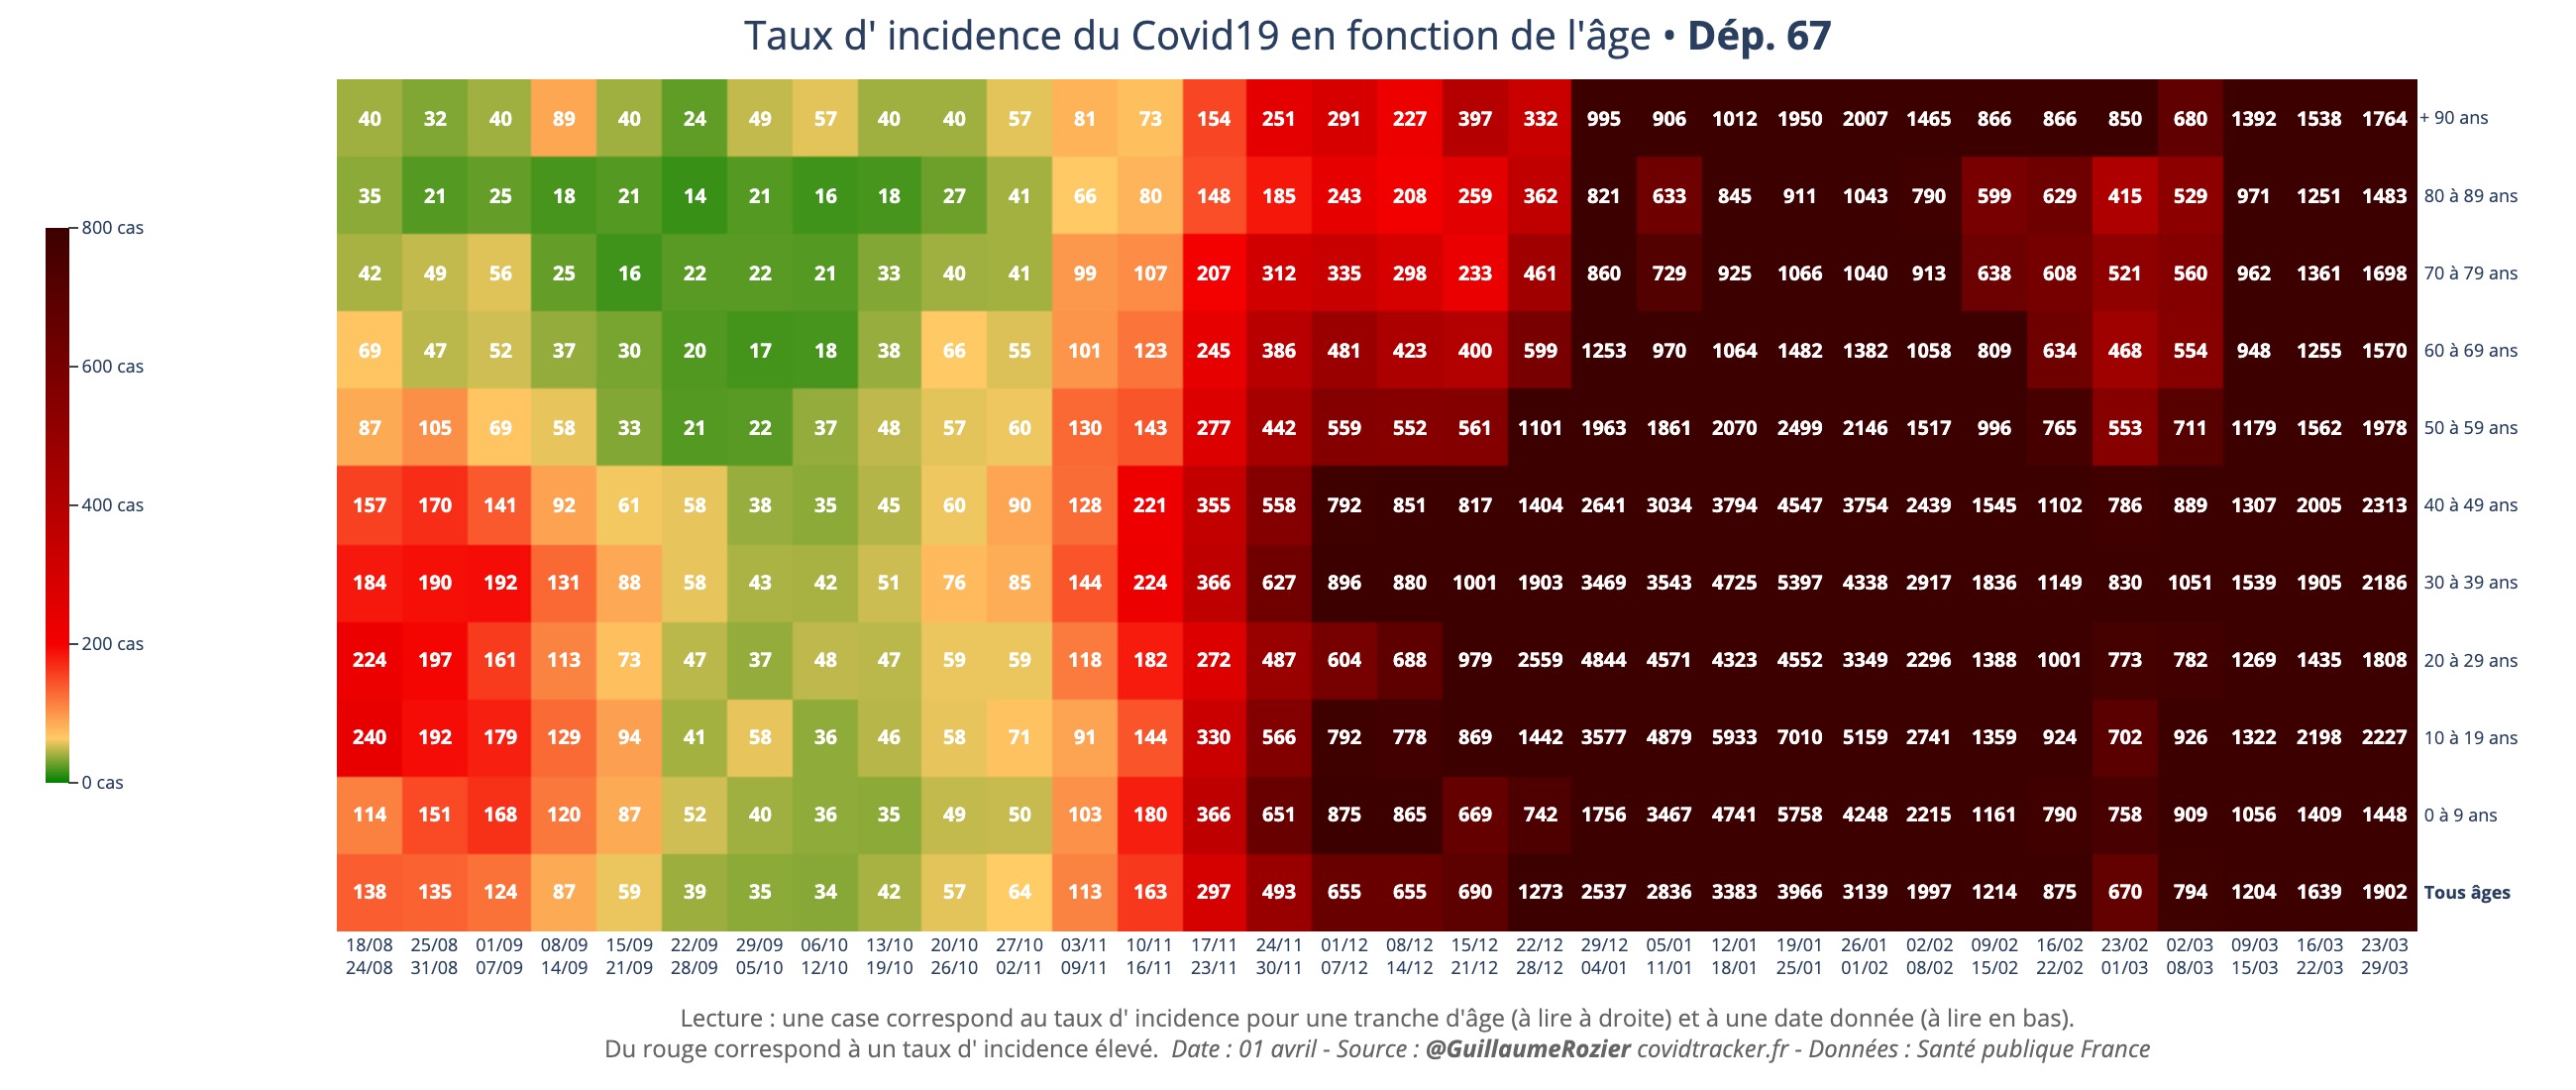 Taux d' incidence du Covid19 en fonction de l'âge • Dép. 67
800 cas
600 cas
400 cas
200 cas
0 cas
40 32 40 89 40 24 49 57 40 40 57 81 73 154 251 291 227 397 332 995 906 1012 1950 2007 1465 866 866 850 680 1392 1538 1764 + 90 ans
35 21 25 18 21 14 21 16 18 27 41 66 80 148 185 243 208 259 362 821 633 845 911 1043 790 599 629 415 529 971 1251 1483 80 à 89 ans
42 49 56 25 16 22 22 21 33 40 41 99 107 207 312 335 298 233 461 860 729 925 1066 1040 913 638 608 521 560 962 1361 1698 70 à 79 ans
69 47 52 37 30 20 17 18 38 66 55 101 123 245 386 481 423 400 599 1253 970 1064 1482 1382 1058 809 634 468 554 948 1255 1570 60 à 69 ans
87 105 69 58 33 21 22 37 48 57 60 130 143 277 442 559 552 561 1101 1963 1861 2070 2499 2146 1517 996 765 553 711 1179 1562 1978 50 à 59 ans
157 170 141 92 61 58 38 35 45 60 90 128 221 355 558 792 851 817 1404 2641 3034 3794 4547 3754 2439 1545 1102 786 889 1307 2005 2313 40 à 49 ans
184 190 192 131 88 58 43 42 51 76 85 144 224 366 627 896 880 1001 1903 3469 3543 4725 5397 4338 2917 1836 1149 830 1051 1539 1905 2186 30 à 39 ans
224 197 161 113 73 47 37 48 47 59 59 118 182 272 487 604 688 979 2559 4844 4571 4323 4552 3349 2296 1388 1001 773 782 1269 1435 1808 20 à 29 ans
240 192 179 129 94 41 58 36 46 58 71 91 144 330 566 792 778 869 1442 3577 4879 5933 7010 5159 2741 1359 924 702 926 1322 2198 2227 10 à 19 ans
114 151 168 120 87 52 40 36 35 49 50 103 180 366 651 875 865 669 742 1756 3467 4741 5758 4248 2215 1161 790 758 909 1056 1409 1448 0 à 9 ans
138 135 124 87 59 39 35 34 42 57 64 113 163 297 493 655 655 690 1273 2537 2836 3383 3966 3139 1997 1214 875 670 794 1204 1639 1902 Tous âges
18/08 25/08 01/09 08/09 15/09 22/09 29/09 06/10 13/10 20/10 27/10 03/11 10/11 17/11 24/11 01/12 08/12 15/12 22/12 29/12 05/01 12/01 19/01 26/01 02/02 09/02 16/02 23/02 02/03 09/03 16/03 23/03
24/08 31/08 07/09 14/09 21/09 28/09 05/10 12/10 19/10 26/10 02/11 09/11 16/11 23/11 30/11 07/12 14/12 21/12 28/12 04/01 11/01 18/01 25/01 01/02 08/02 15/02 22/02 01/03 08/03 15/03 22/03 29/03
Lecture : une case correspond au taux d' incidence pour une tranche d'âge (à lire à droite) et à une date donnée (à lire en bas).
Du rouge correspond à un taux d' incidence élevé. Date : 01 avril - Source : @GuillaumeRozier covidtracker.fr - Données : Santé publique France